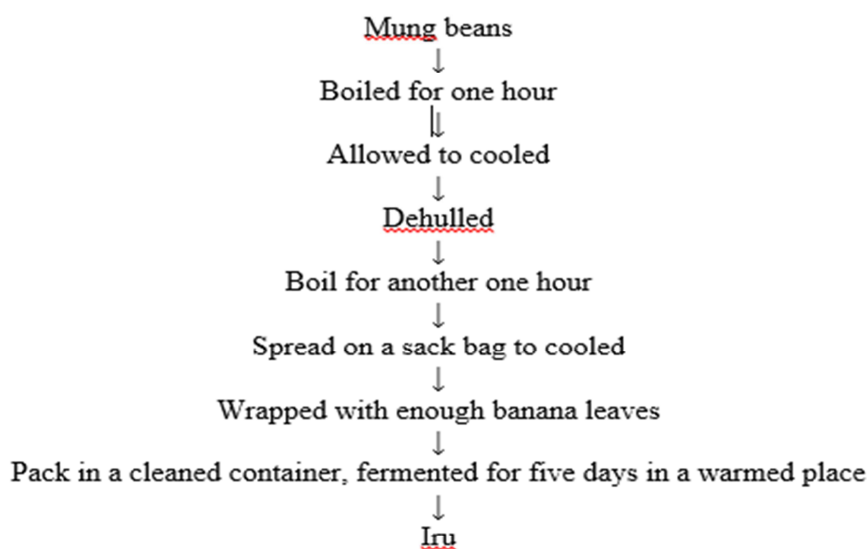 Mung beans
↓
Boiled for one hour
↓
Allowed to cooled
↓
Dehulled
↓
Boil for another one hour
↓
Spread on a sack bag to cooled
↓
Wrapped with enough banana leaves
↓
Pack in a cleaned container, fermented for five days in a warmed place
↓
Iru